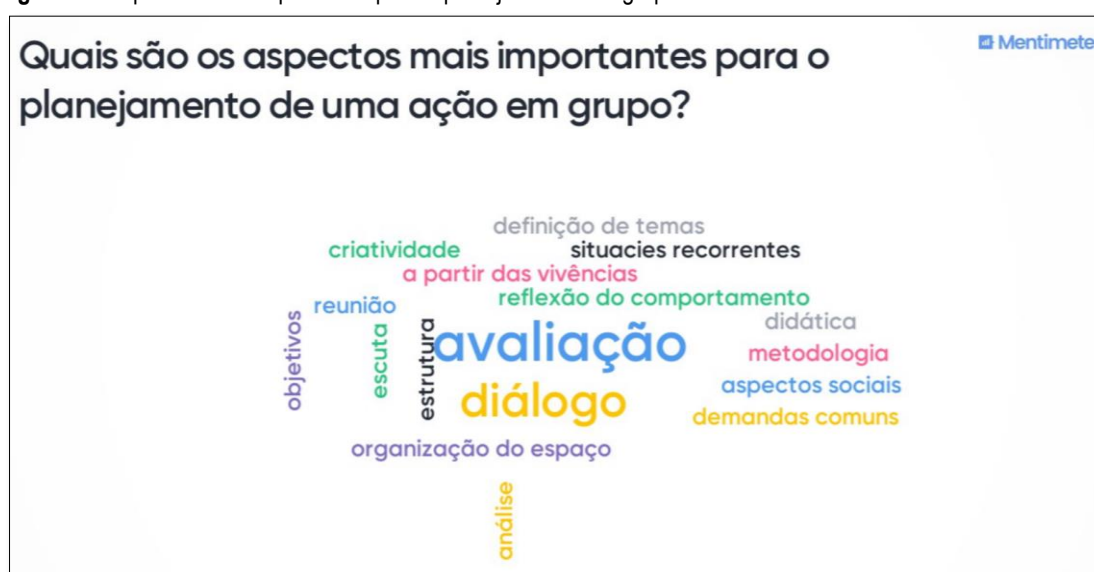 Quais são os aspectos mais importantes para o
planejamento de uma ação em grupo?
Mentimete
definição de temas
criatividade
situacies recorrentes
a partir das vivências
reflexão do comportamento
reunião
didática
objetivos
escuta
estrutura
avaliação
metodologia
aspectos sociais
diálogo
demandas comuns
organização do espaço
análise